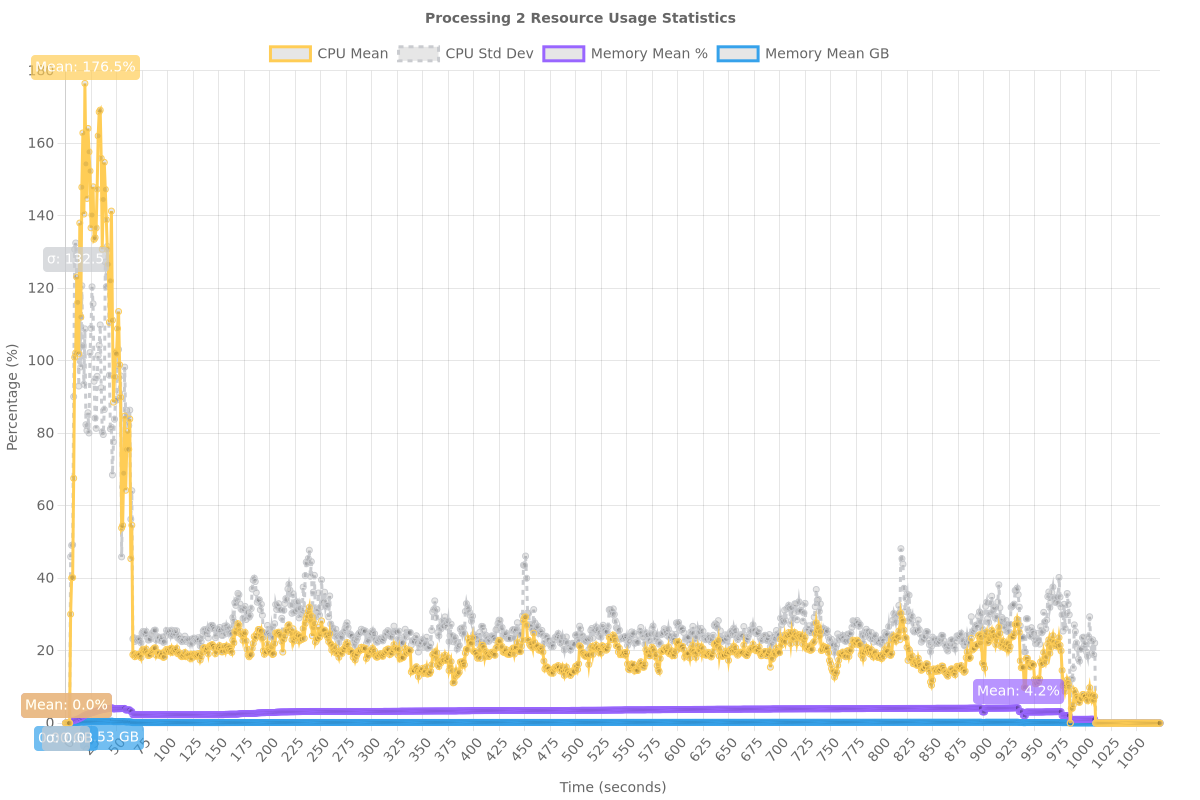 Processing 2 Resource Usage Statistics
CPU Mean CPU Std Dev Memory Mean % Memory Mean GB
Mean: 176.5%
180
160
140
σ: 132.5
120
100
80
60
40
20
0
Percentage (%)
Mean: 0.0%
Mean: 4.2%
53 GB
50 75 100 125 150 175 200 225 250 275 300 325 350 375 400 425 450 475 500 525 550 575 600 625 650 675 700 725 750 775 800 825 850 875 900 925 950 975 1000 1025 1050
Time (seconds)